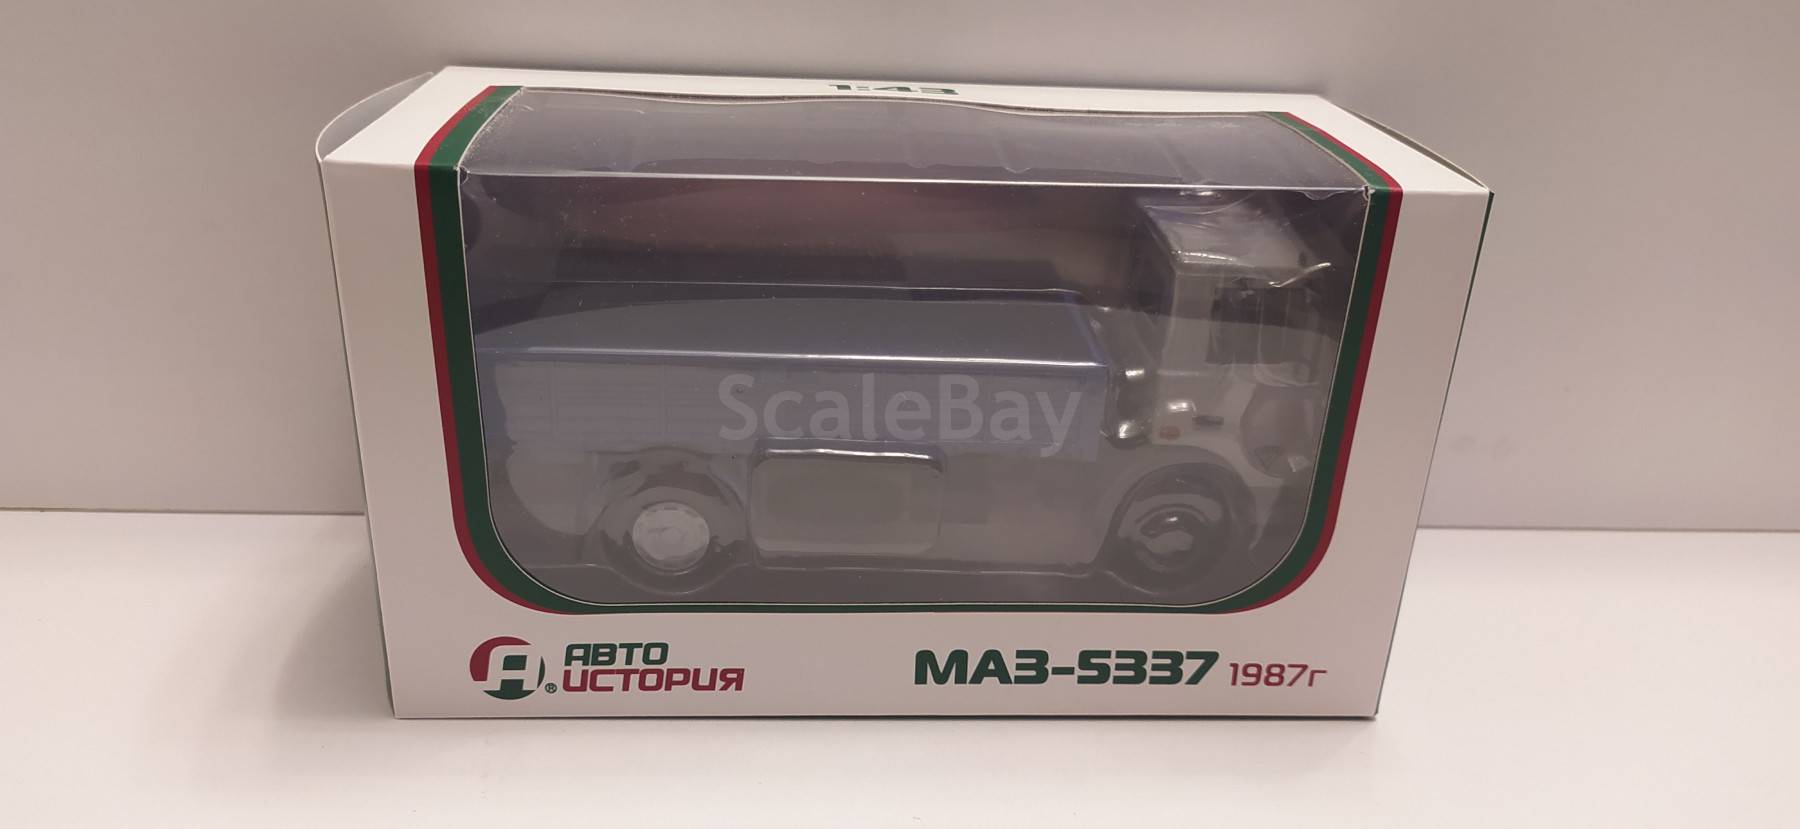 1:43
ScaleBay
АВТО
ИСТОРИЯ
МАЗ-5337 1987г